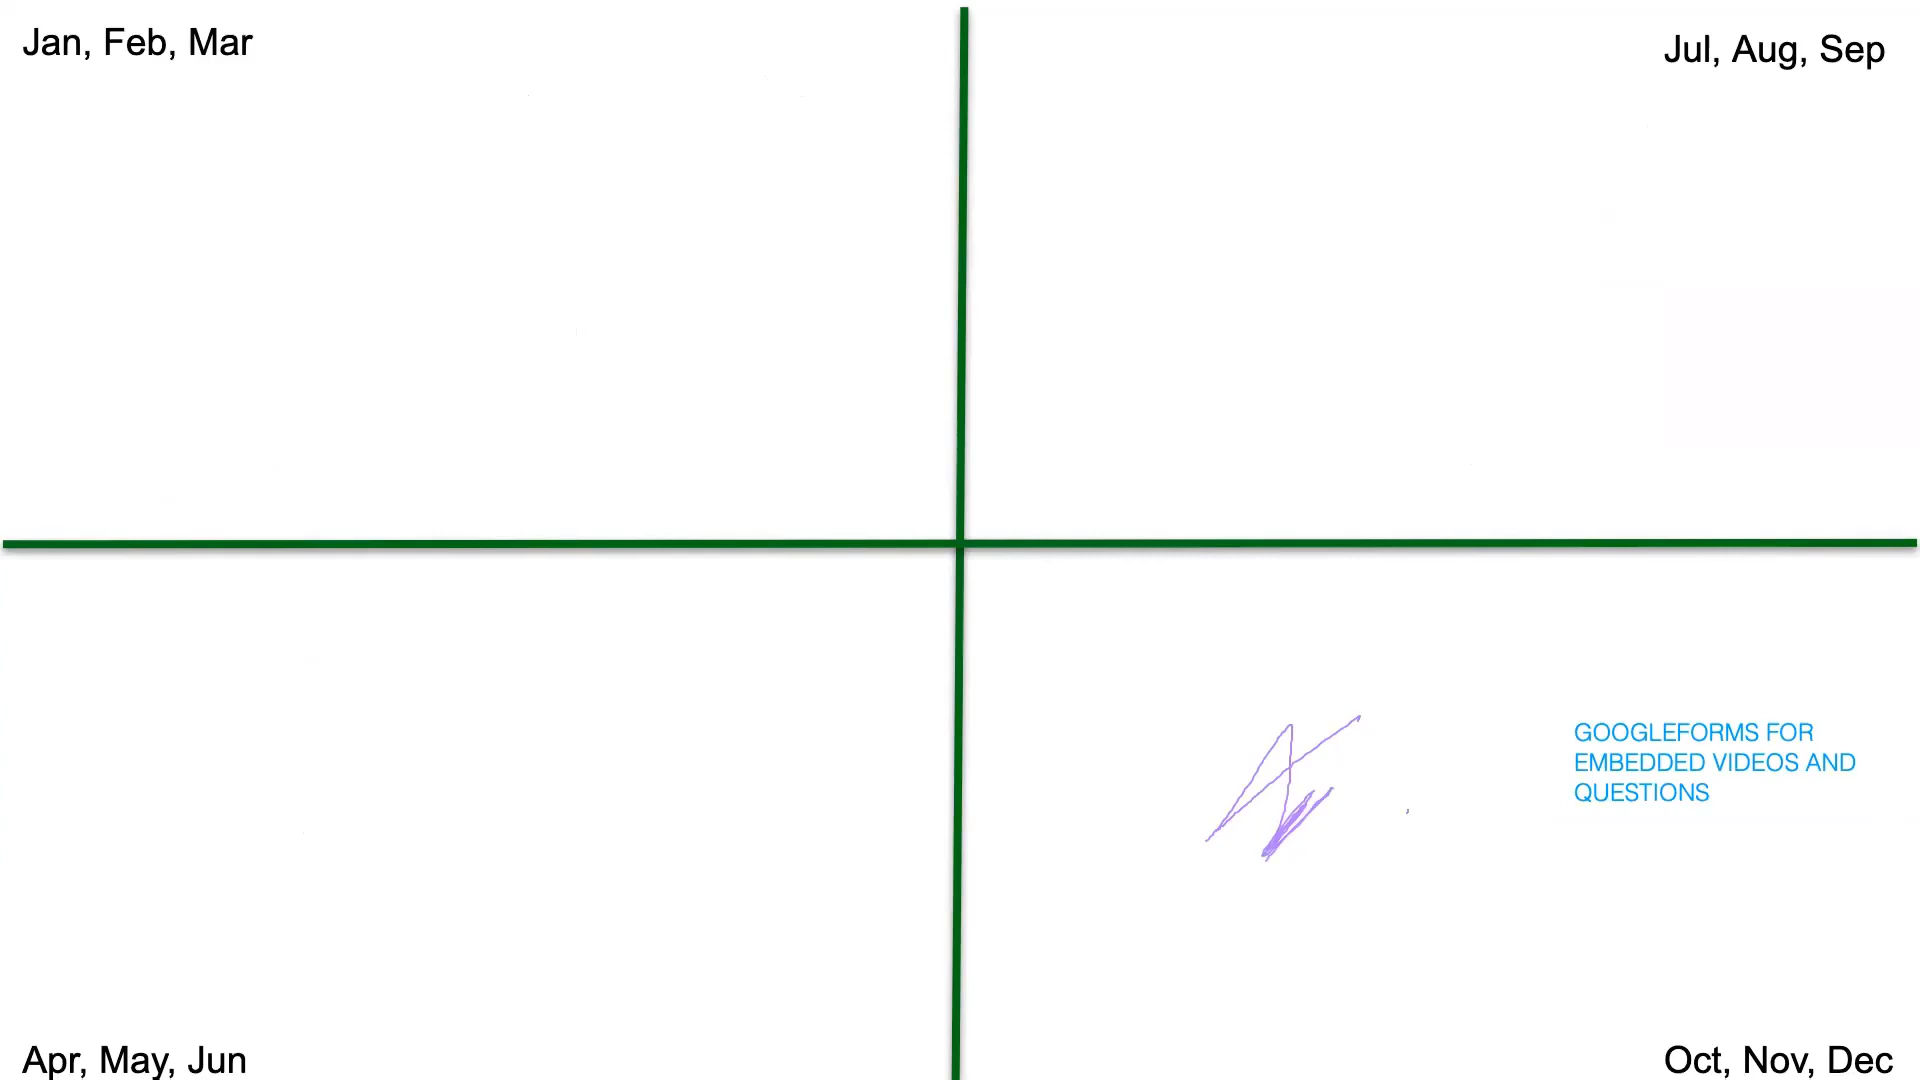 Jan, Feb, Mar
Jul, Aug, Sep
GOOGLEFORMS FOR
EMBEDDED VIDEOS AND
QUESTIONS
Apr, May, Jun
Oct, Nov, Dec